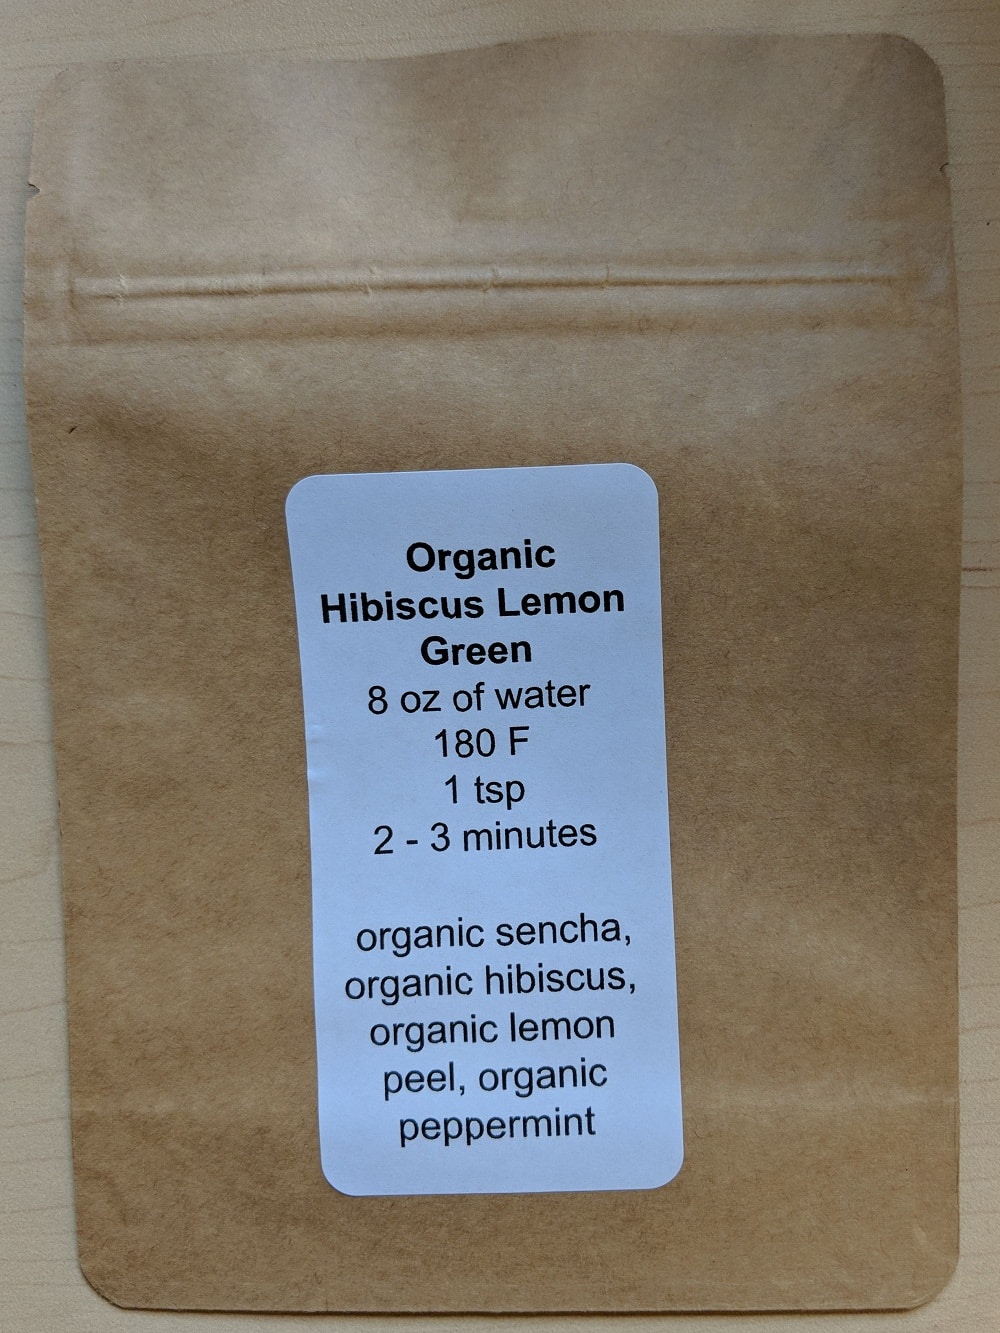 Organic
Hibiscus Lemon
Green
8 oz of water
180 F
1 tsp
2 - 3 minutes
organic sencha,
organic hibiscus,
organic lemon
peel, organic
peppermint